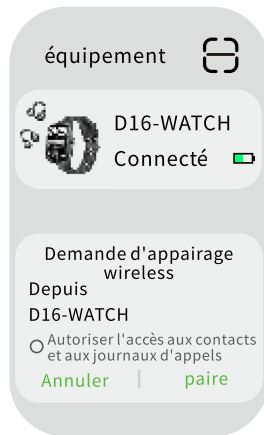 équipement
D16-WATCH
Connecté
Demande d'appairage
wireless
Depuis
D16-WATCH
Autoriser l'accès aux contacts
et aux journaux d'appels
Annuler
paire